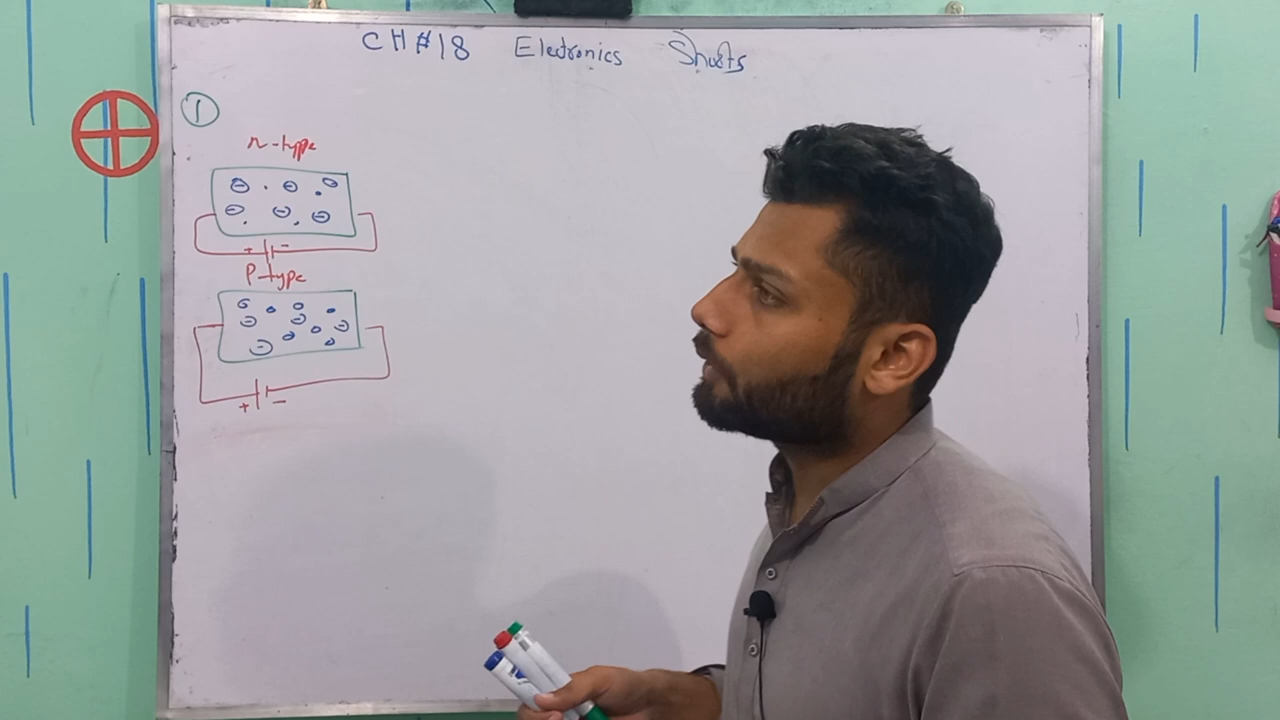 CH#18 Electronics Shorts
1
n-type
+ -
P-type
+ -